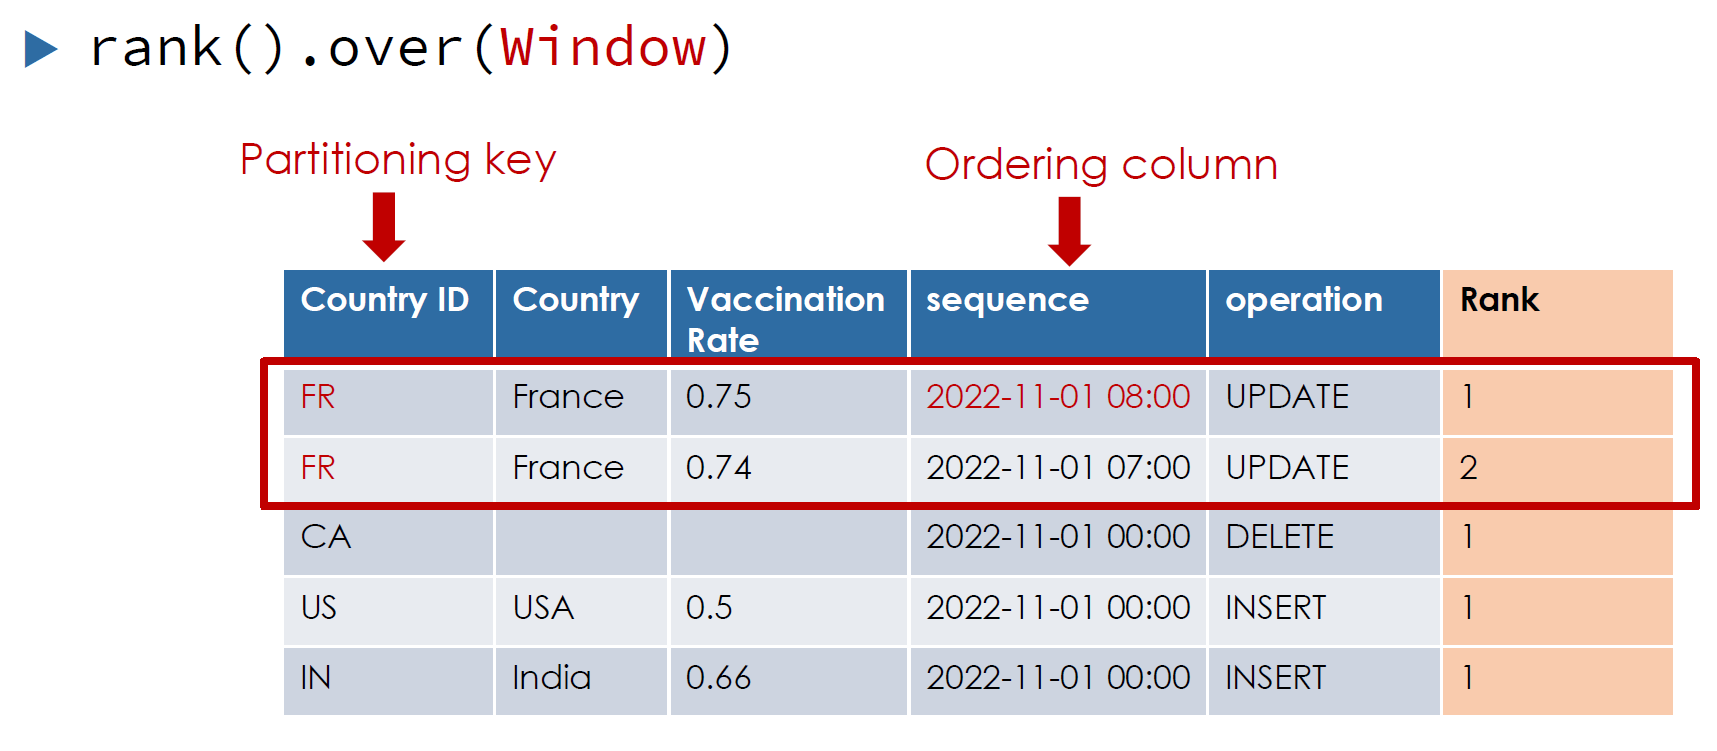 rank().over(Window)
Partitioning key
Ordering column
Country ID Country Vaccination Rate sequence operation Rank
FR France 0.75 2022-11-01 08:00 UPDATE 1
FR France 0.74 2022-11-01 07:00 UPDATE 2
CA 2022-11-01 00:00 DELETE 1
US USA 0.5 2022-11-01 00:00 INSERT 1
IN India 0.66 2022-11-01 00:00 INSERT 1